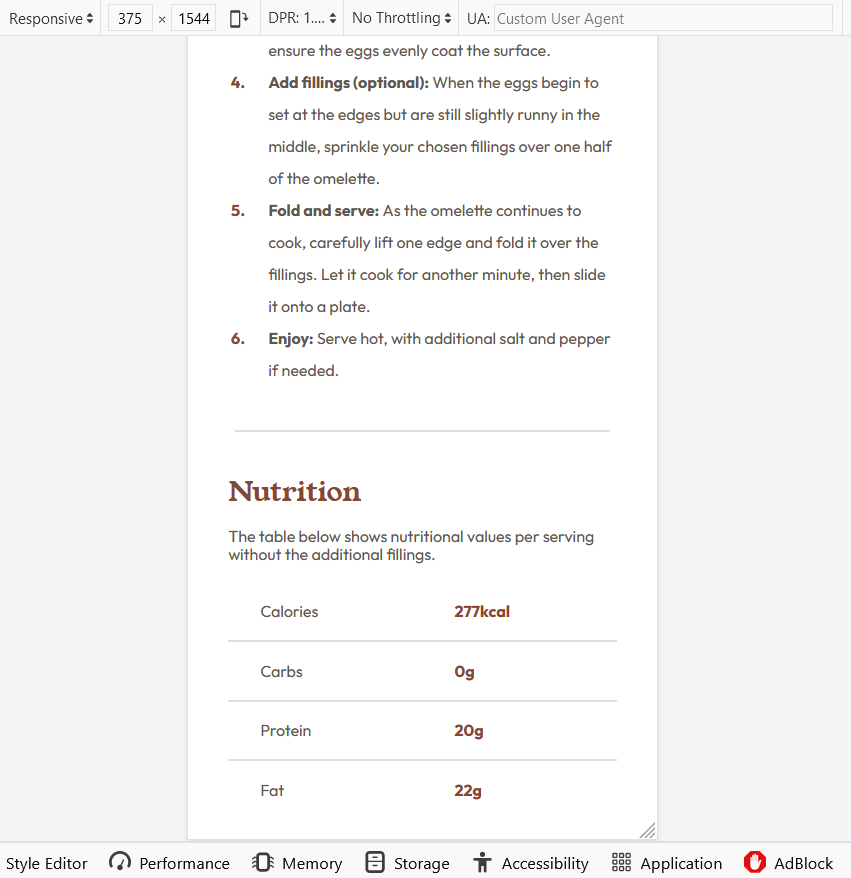 Responsive 375 × 1544 DPR: 1.... No Throttling UA: Custom User Agent
ensure the eggs evenly coat the surface.
4. Add fillings (optional): When the eggs begin to
set at the edges but are still slightly runny in the
middle, sprinkle your chosen fillings over one half
of the omelette.
5. Fold and serve: As the omelette continues to
cook, carefully lift one edge and fold it over the
fillings. Let it cook for another minute, then slide
it onto a plate.
6. Enjoy: Serve hot, with additional salt and pepper
if needed.
Nutrition
The table below shows nutritional values per serving
without the additional fillings.
Calories 277kcal
Carbs 0g
Protein 20g
Fat 22g
Style Editor Performance Memory Storage Accessibility Application AdBlock